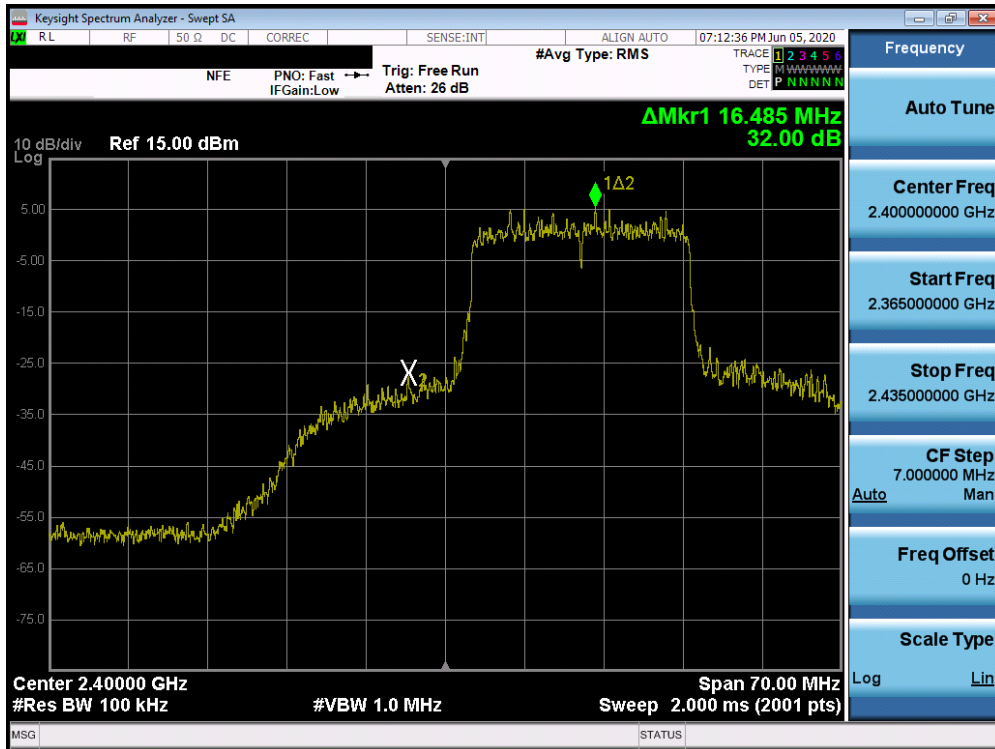 Keysight Spectrum Analyzer - Swept SA
LXI RL RF 50 Ω DC CORREC SENSE:INT ALIGN AUTO 07:12:36 PM Jun 05, 2020
NFE PNO: Fast Trig: Free Run #Avg Type: RMS TRACE 1 2 3 4 5 6
IFGain:Low Atten: 26 dB TYPE M W W W W W
DET P N N N N N
ΔMkr1 16.485 MHz
32.00 dB
10 dB/div Ref 15.00 dBm
Log
1Δ2
5.00
-5.00
-15.0
-25.0
X2
-35.0
-45.0
-55.0
-65.0
-75.0
Center 2.40000 GHz Span 70.00 MHz
#Res BW 100 kHz #VBW 1.0 MHz Sweep 2.000 ms (2001 pts)
MSG STATUS
Frequency
Auto Tune
Center Freq
2.400000000 GHz
Start Freq
2.365000000 GHz
Stop Freq
2.435000000 GHz
CF Step
7.000000 MHz
Auto Man
Freq Offset
0 Hz
Scale Type
Log Lin